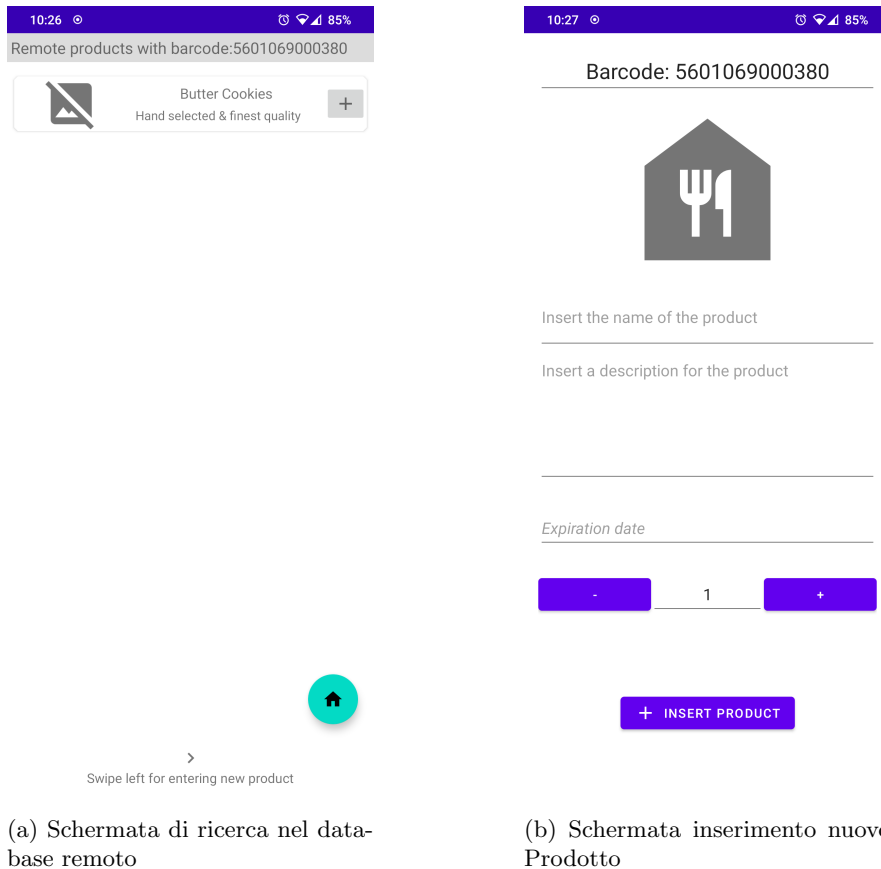 10:26 85%
Remote products with barcode:5601069000380
Butter Cookies
Hand selected & finest quality
+
Swipe left for entering new product
(a) Schermata di ricerca nel data-
base remoto
10:27 85%
Barcode: 5601069000380
Insert the name of the product
Insert a description for the product
Expiration date
- 1 +
+ INSERT PRODUCT
(b) Schermata inserimento nuovo
Prodotto